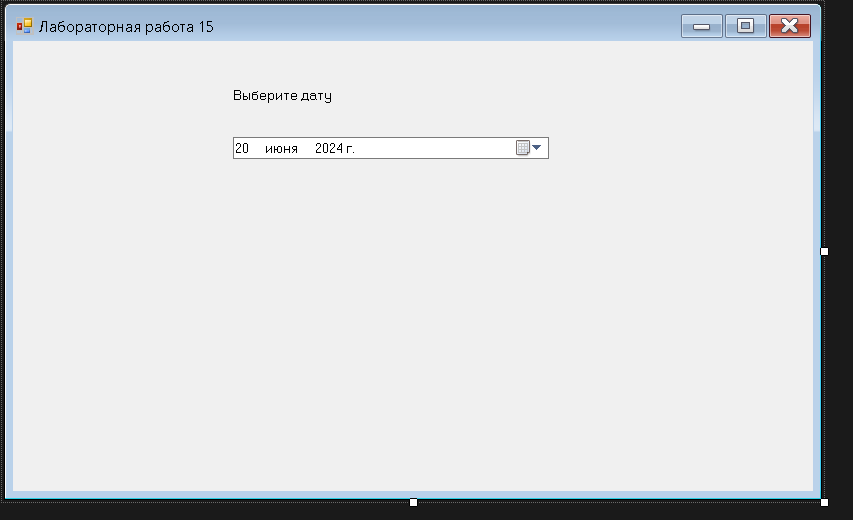 Лабораторная работа 15
Выберите дату
20 июня 2024 г.